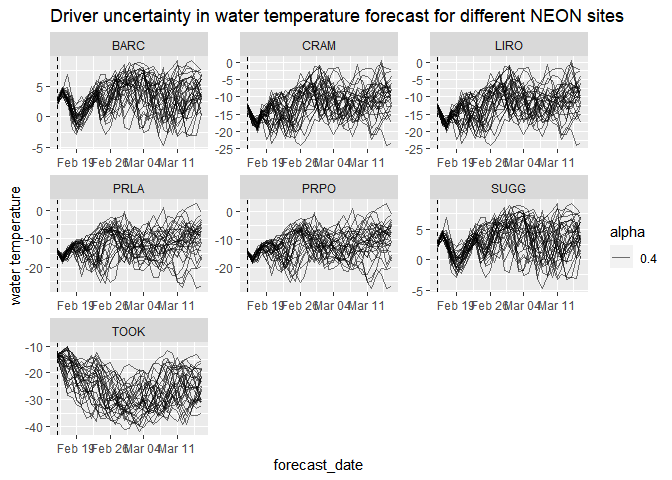 Driver uncertainty in water temperature forecast for different NEON sites
BARC
CRAM
LIRO
5
0
-5
0
-5
-10
-15
-20
-25
0
-5
-10
-15
-20
-25
Feb 19 Feb 26 Mar 04 Mar 11
Feb 19 Feb 26 Mar 04 Mar 11
Feb 19 Feb 26 Mar 04 Mar 11
PRLA
PRPO
SUGG
0
-10
-20
0
-10
-20
5
0
-5
Feb 19 Feb 26 Mar 04 Mar 11
Feb 19 Feb 26 Mar 04 Mar 11
Feb 19 Feb 26 Mar 04 Mar 11
TOOK
-10
-20
-30
-40
Feb 19 Feb 26 Mar 04 Mar 11
water temperature
forecast_date
alpha
0.4